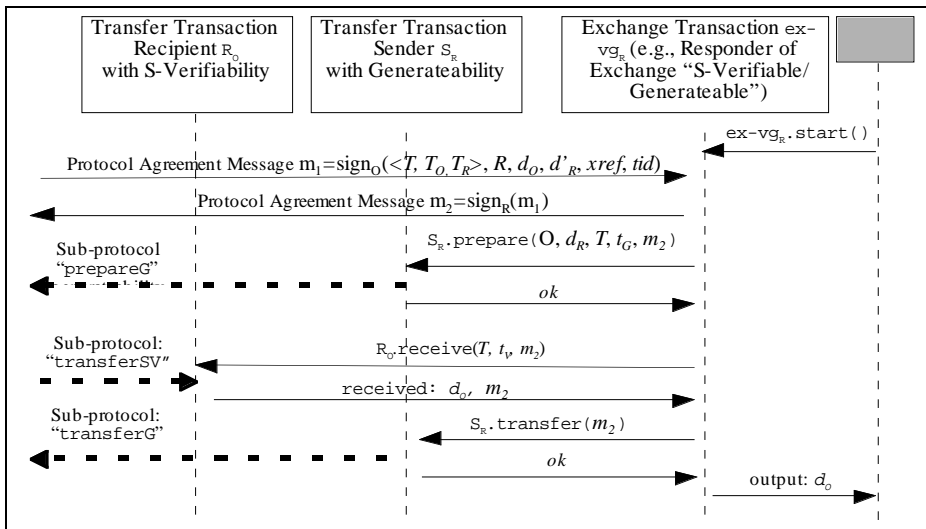 Transfer Transaction
Recipient R_O
with S-Verifiability
Transfer Transaction
Sender S_R
with Generateability
Exchange Transaction ex-
vg_R (e.g., Responder of
Exchange “S-Verifiable/
Generateable”)
ex-vg_R.start()
Protocol Agreement Message m_1=sign_O(<T, T_O, T_R>, R, d_O, d'_R, xref, tid)
Protocol Agreement Message m_2=sign_R(m_1)
S_R.prepare(O, d_R, T, t_G, m_2)
Sub-protocol
“prepareG”
ok
Sub-protocol:
“transferSV”
R_O.receive(T, t_V, m_2)
received: d_O, m_2
Sub-protocol:
“transferG”
S_R.transfer(m_2)
ok
output: d_O